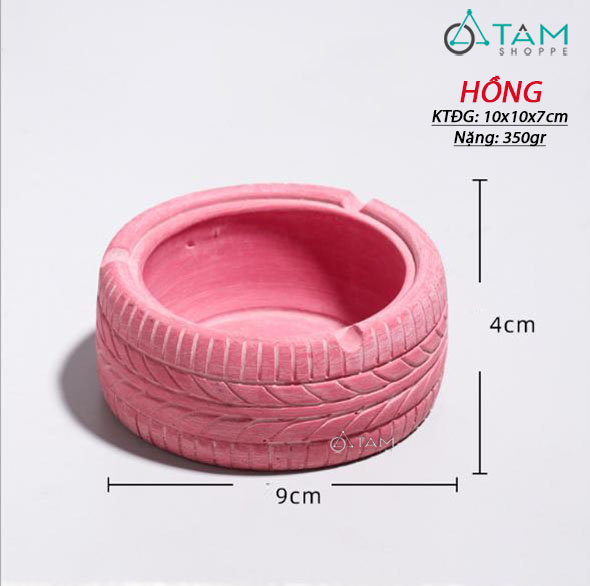 TAM
SHOPPE
HỒNG
KTĐG: 10x10x7cm
Nặng: 350gr
4cm
TAM
9cm